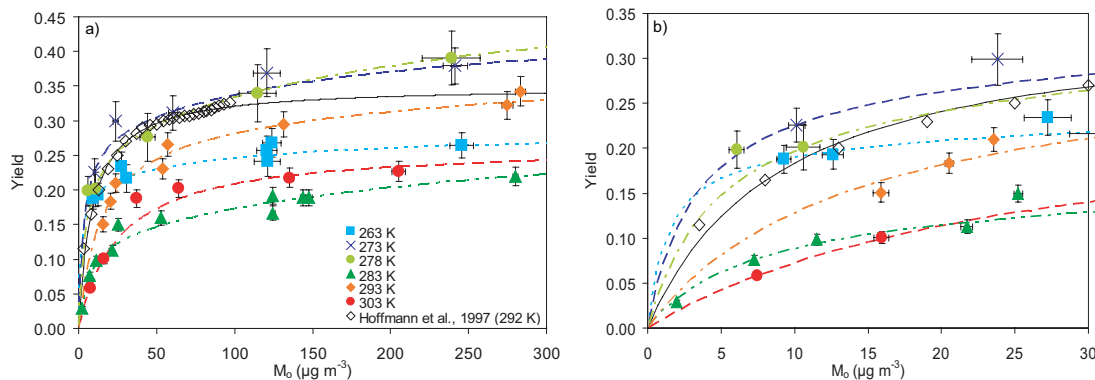 a)
0.45
0.40
0.35
0.30
0.25
0.20
0.15
0.10
0.05
0.00
Yield
0 50 100 150 200 250 300
Mₒ (µg m⁻³)
263 K
273 K
278 K
283 K
293 K
303 K
Hoffmann et al., 1997 (292 K)
b)
0.35
0.30
0.25
0.20
0.15
0.10
0.05
0.00
Yield
0 5 10 15 20 25 30
Mₒ (µg m⁻³)